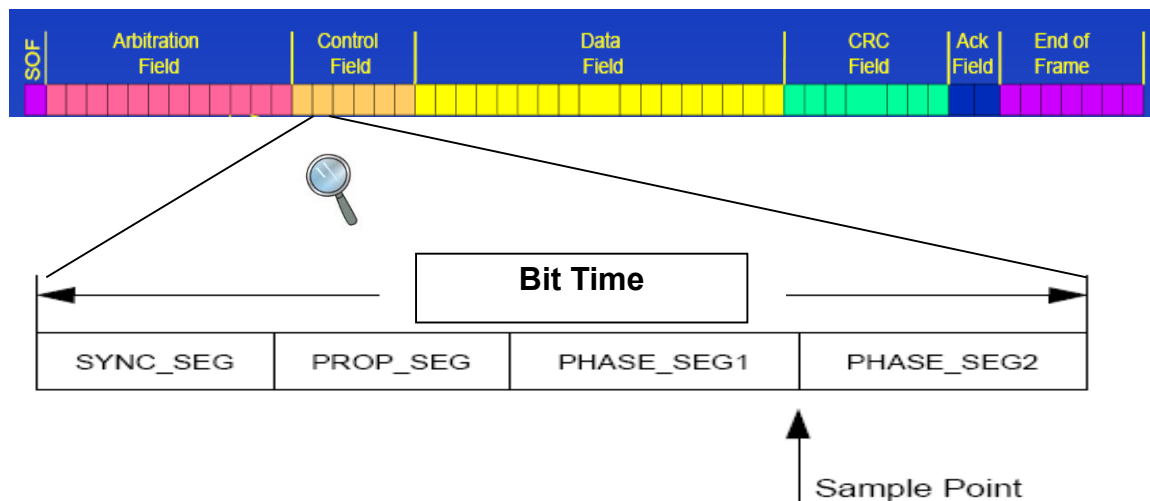 SOF
Arbitration
Field
Control
Field
Data
Field
CRC
Field
Ack
Field
End of
Frame
Bit Time
SYNC_SEG
PROP_SEG
PHASE_SEG1
PHASE_SEG2
Sample Point